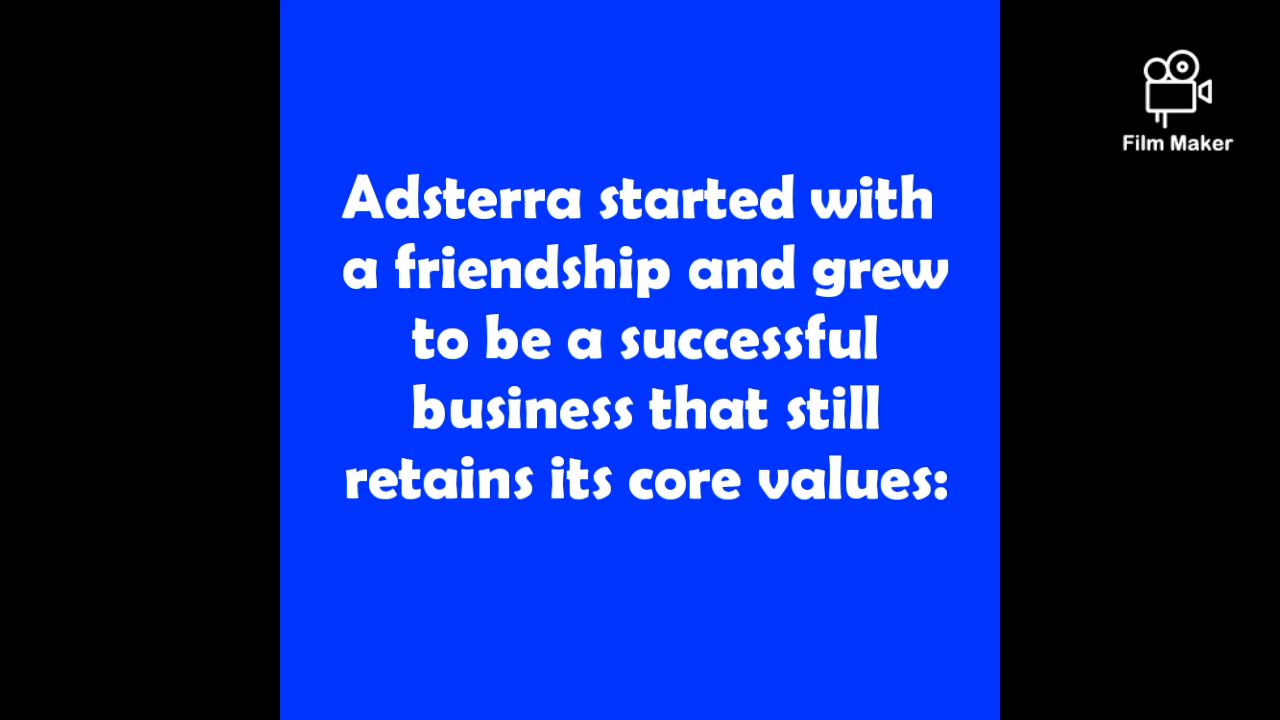 Film Maker
Adsterra started with
a friendship and grew
to be a successful
business that still
retains its core values: